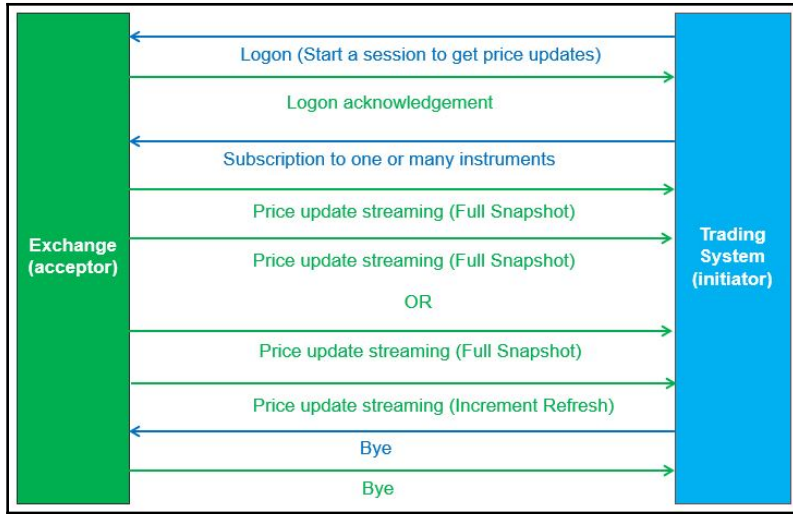 Logon (Start a session to get price updates)
Logon acknowledgement
Subscription to one or many instruments
Price update streaming (Full Snapshot)
Exchange
(acceptor)
Price update streaming (Full Snapshot)
Trading
System
(initiator)
OR
Price update streaming (Full Snapshot)
Price update streaming (Increment Refresh)
Bye
Bye